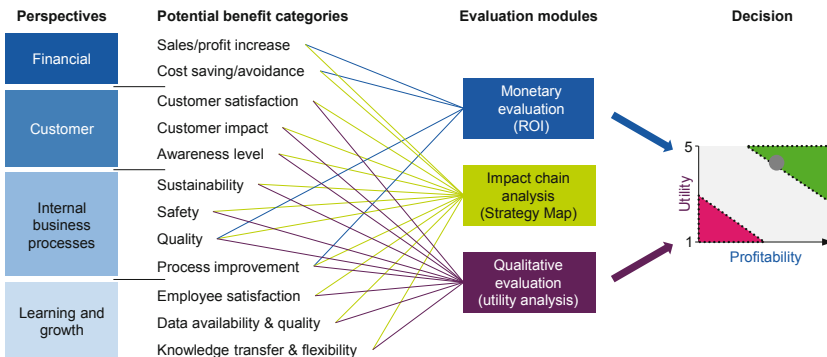 Perspectives
Potential benefit categories
Evaluation modules
Decision
Financial
Customer
Internal
business
processes
Learning and
growth
Sales/profit increase
Cost saving/avoidance
Customer satisfaction
Customer impact
Awareness level
Sustainability
Safety
Quality
Process improvement
Employee satisfaction
Data availability & quality
Knowledge transfer & flexibility
Monetary
evaluation
(ROI)
Impact chain
analysis
(Strategy Map)
Qualitative
evaluation
(utility analysis)
5
Utility
1
Profitability